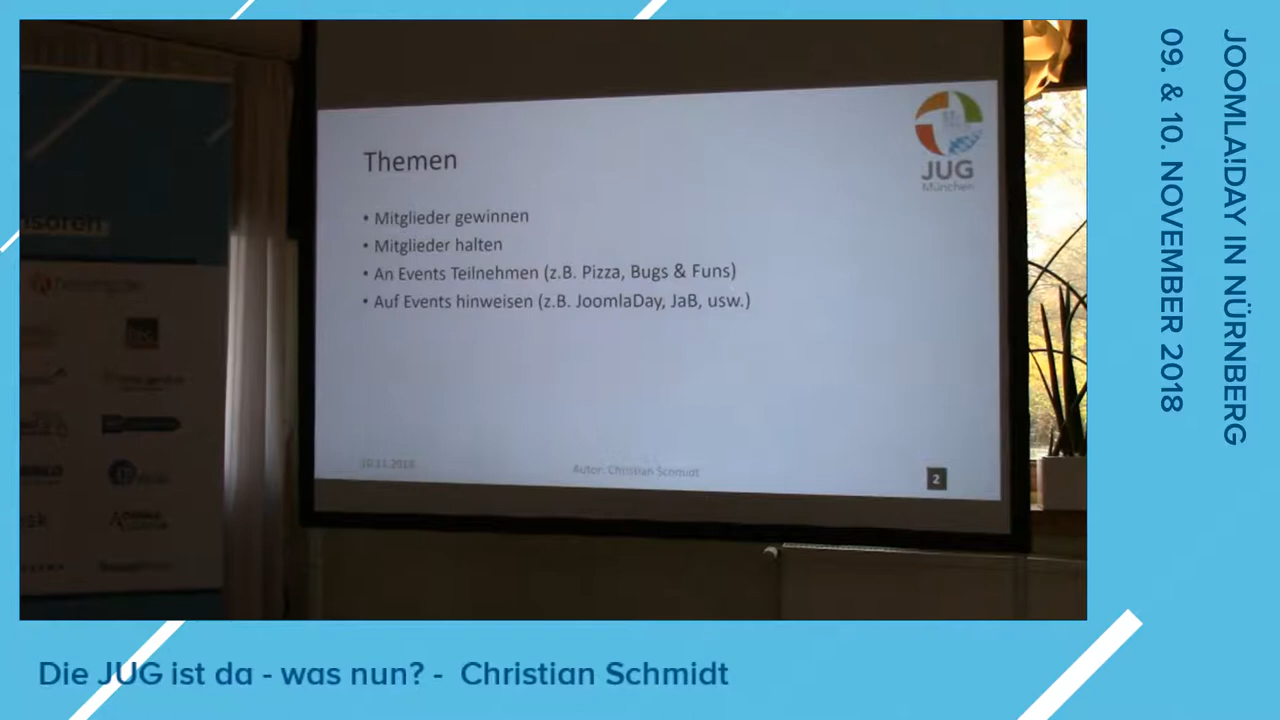 Themen
• Mitglieder gewinnen
• Mitglieder halten
• An Events Teilnehmen (z.B. Pizza, Bugs & Funs)
• Auf Events hinweisen (z.B. JoomlaDay, JaB, usw.)
JUG
München
10.11.2018
Autor: Christian Schmidt
2
JOOMLA!DAY IN NÜRNBERG
09. & 10. NOVEMBER 2018
Die JUG ist da - was nun? - Christian Schmidt